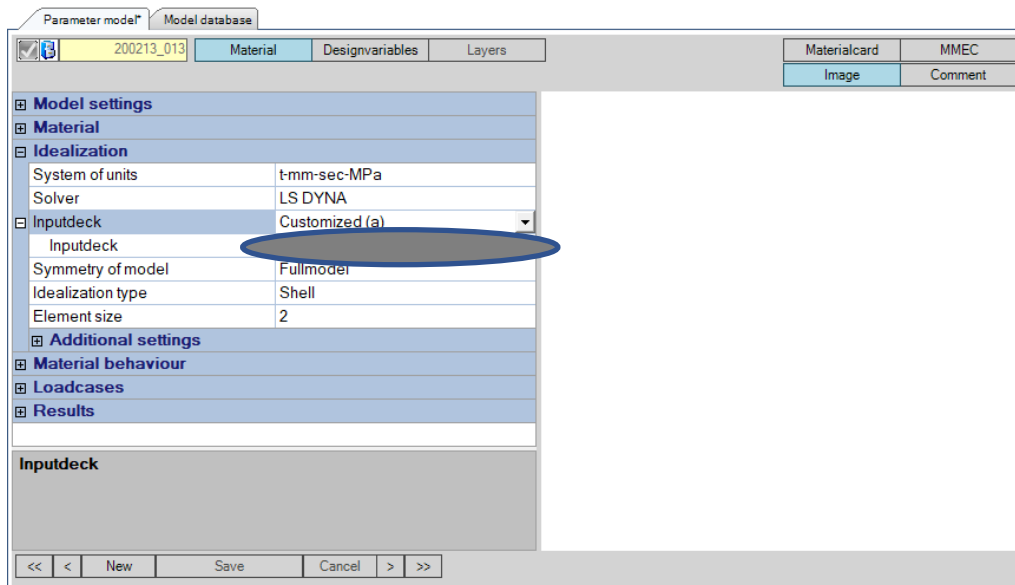 Parameter model* Model database
200213_013 Material Designvariables Layers Materialcard MMEC
Image Comment
Model settings
Material
Idealization
System of units t-mm-sec-MPa
Solver LS DYNA
Inputdeck Customized (a)
Inputdeck
Symmetry of model Fullmodel
Idealization type Shell
Element size 2
Additional settings
Material behaviour
Loadcases
Results
Inputdeck
<< < New Save Cancel > >>